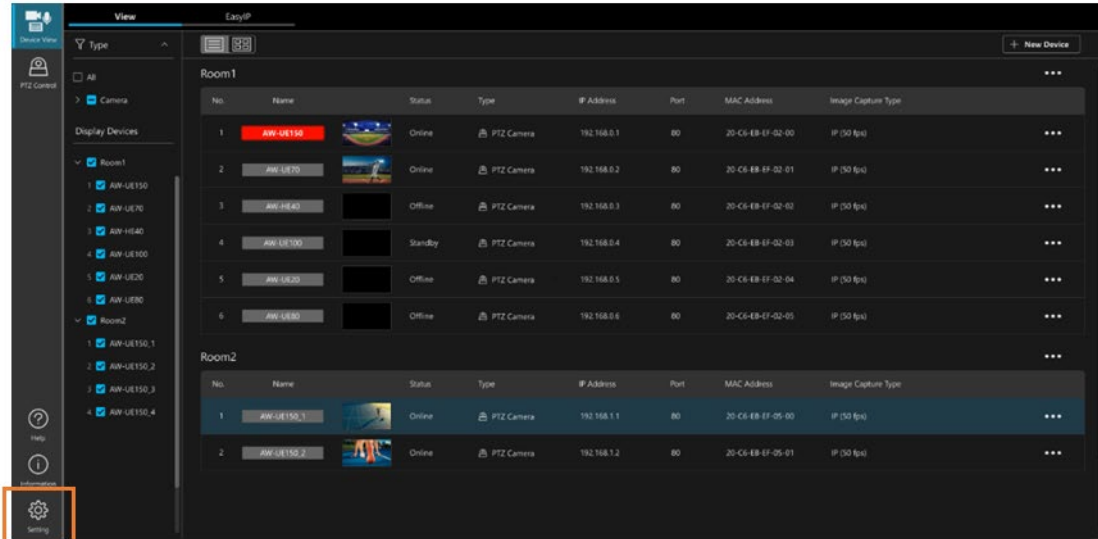 View EasyIP
Device View
PTZ Control
Type
All
Camera
Display Devices
Room1
1 AW-UE150
2 AW-UE70
3 AW-HE40
4 AW-UE100
5 AW-UE20
6 AW-UE80
Room2
1 AW-UE150_1
2 AW-UE150_2
3 AW-UE150_3
4 AW-UE150_4
Help
Information
Setting
New Device
Room1
No. Name Status Type IP Address Port MAC Address Image Capture Type
1 AW-UE150 Online PTZ Camera 192.168.0.1 80 20-C6-EB-EF-02-00 IP (50 fps)
2 AW-UE70 Online PTZ Camera 192.168.0.2 80 20-C6-EB-EF-02-01 IP (50 fps)
3 AW-HE40 Offline PTZ Camera 192.168.0.3 80 20-C6-EB-EF-02-02 IP (50 fps)
4 AW-UE100 Standby PTZ Camera 192.168.0.4 80 20-C6-EB-EF-02-03 IP (50 fps)
5 AW-UE20 Offline PTZ Camera 192.168.0.5 80 20-C6-EB-EF-02-04 IP (50 fps)
6 AW-UE80 Offline PTZ Camera 192.168.0.6 80 20-C6-EB-EF-02-05 IP (50 fps)
Room2
No. Name Status Type IP Address Port MAC Address Image Capture Type
1 AW-UE150_1 Online PTZ Camera 192.168.1.1 80 20-C6-EB-EF-05-00 IP (50 fps)
2 AW-UE150_2 Online PTZ Camera 192.168.1.2 80 20-C6-EB-EF-05-01 IP (50 fps)